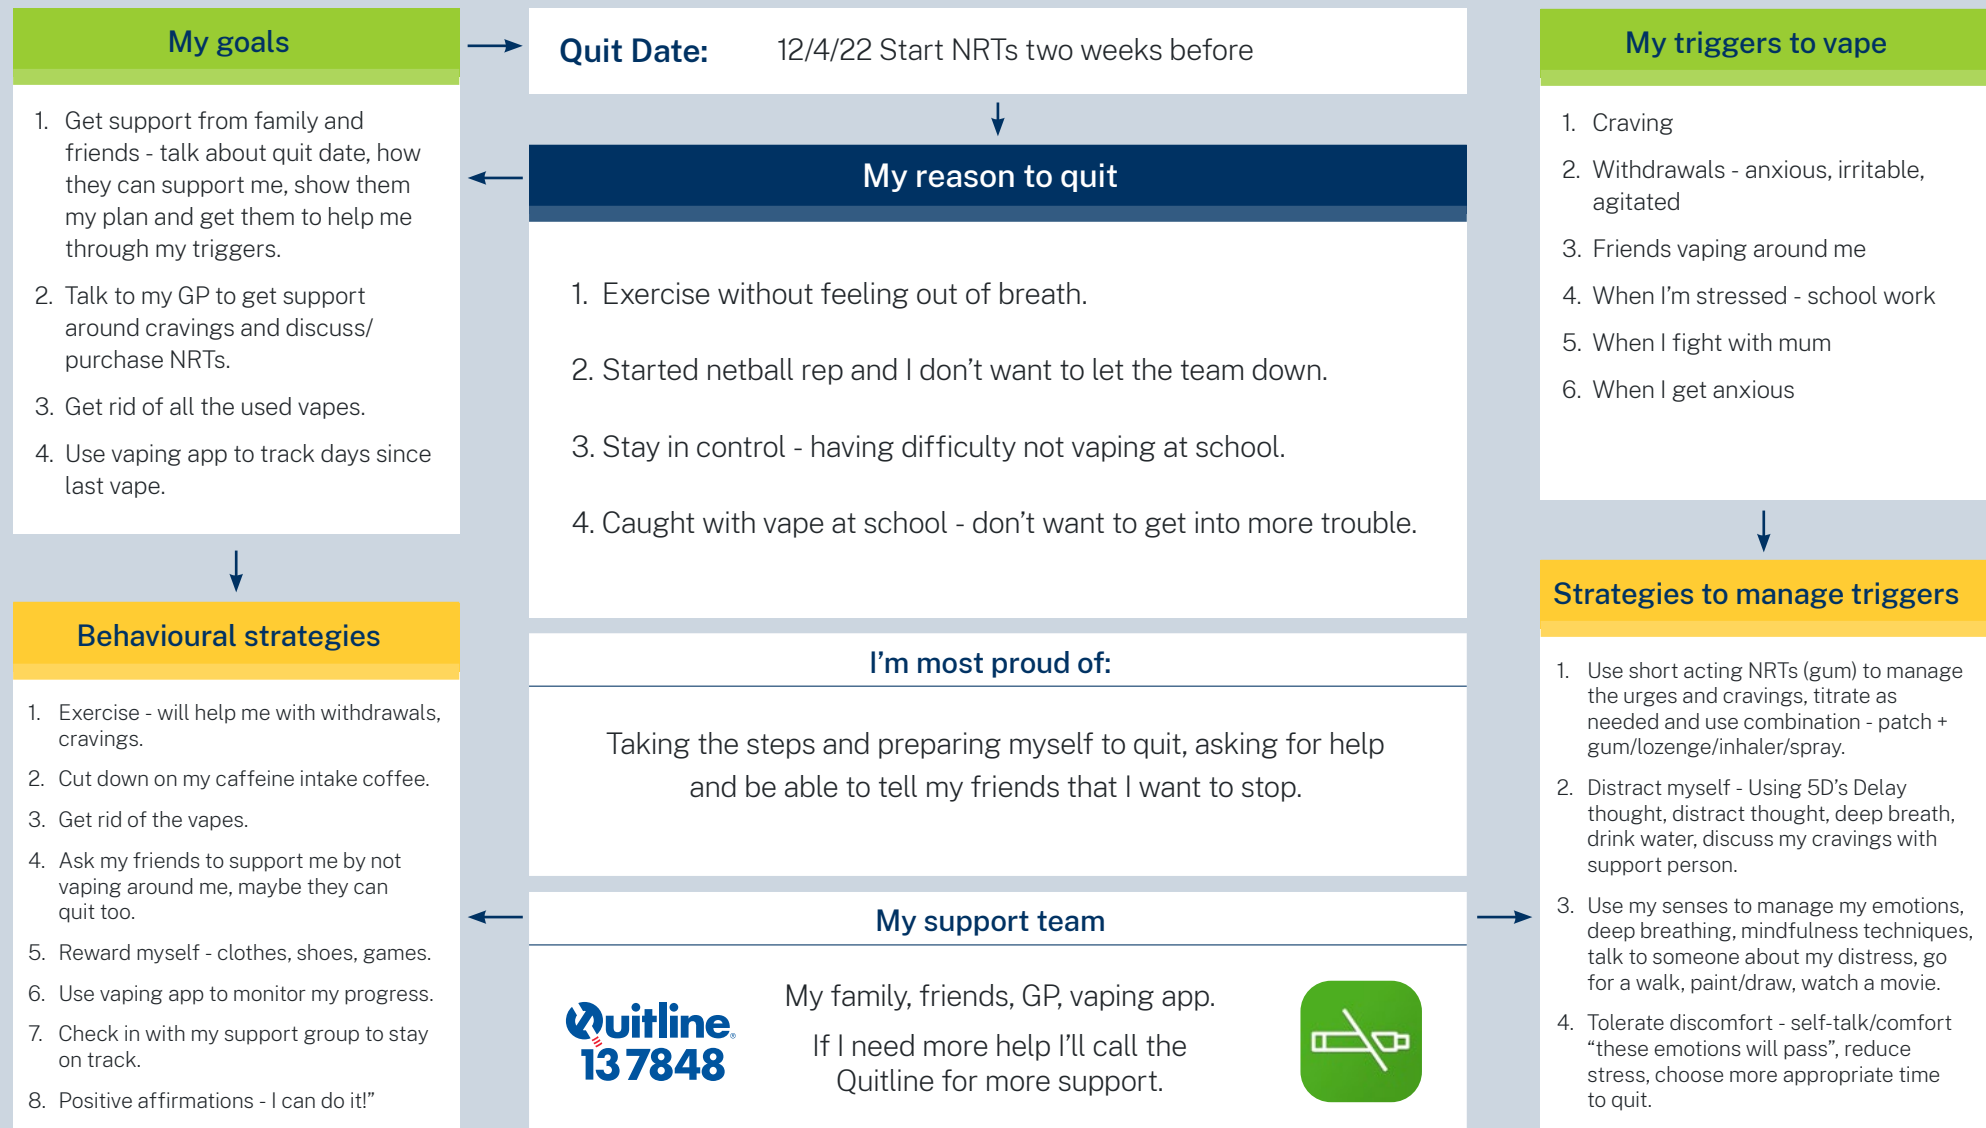 My goals
1. Get support from family and
friends - talk about quit date, how
they can support me, show them
my plan and get them to help me
through my triggers.
2. Talk to my GP to get support
around cravings and discuss/
purchase NRTs.
3. Get rid of all the used vapes.
4. Use vaping app to track days since
last vape.
Behavioural strategies
1. Exercise - will help me with withdrawals,
cravings.
2. Cut down on my caffeine intake coffee.
3. Get rid of the vapes.
4. Ask my friends to support me by not
vaping around me, maybe they can
quit too.
5. Reward myself - clothes, shoes, games.
6. Use vaping app to monitor my progress.
7. Check in with my support group to stay
on track.
8. Positive affirmations - I can do it!”
Quit Date: 12/4/22 Start NRTs two weeks before
My reason to quit
1. Exercise without feeling out of breath.
2. Started netball rep and I don’t want to let the team down.
3. Stay in control - having difficulty not vaping at school.
4. Caught with vape at school - don’t want to get into more trouble.
I’m most proud of:
Taking the steps and preparing myself to quit, asking for help
and be able to tell my friends that I want to stop.
My support team
Quitline®
13 7848
My family, friends, GP, vaping app.
If I need more help I’ll call the
Quitline for more support.
My triggers to vape
1. Craving
2. Withdrawals - anxious, irritable,
agitated
3. Friends vaping around me
4. When I’m stressed - school work
5. When I fight with mum
6. When I get anxious
Strategies to manage triggers
1. Use short acting NRTs (gum) to manage
the urges and cravings, titrate as
needed and use combination - patch +
gum/lozenge/inhaler/spray.
2. Distract myself - Using 5D’s Delay
thought, distract thought, deep breath,
drink water, discuss my cravings with
support person.
3. Use my senses to manage my emotions,
deep breathing, mindfulness techniques,
talk to someone about my distress, go
for a walk, paint/draw, watch a movie.
4. Tolerate discomfort - self-talk/comfort
“these emotions will pass”, reduce
stress, choose more appropriate time
to quit.